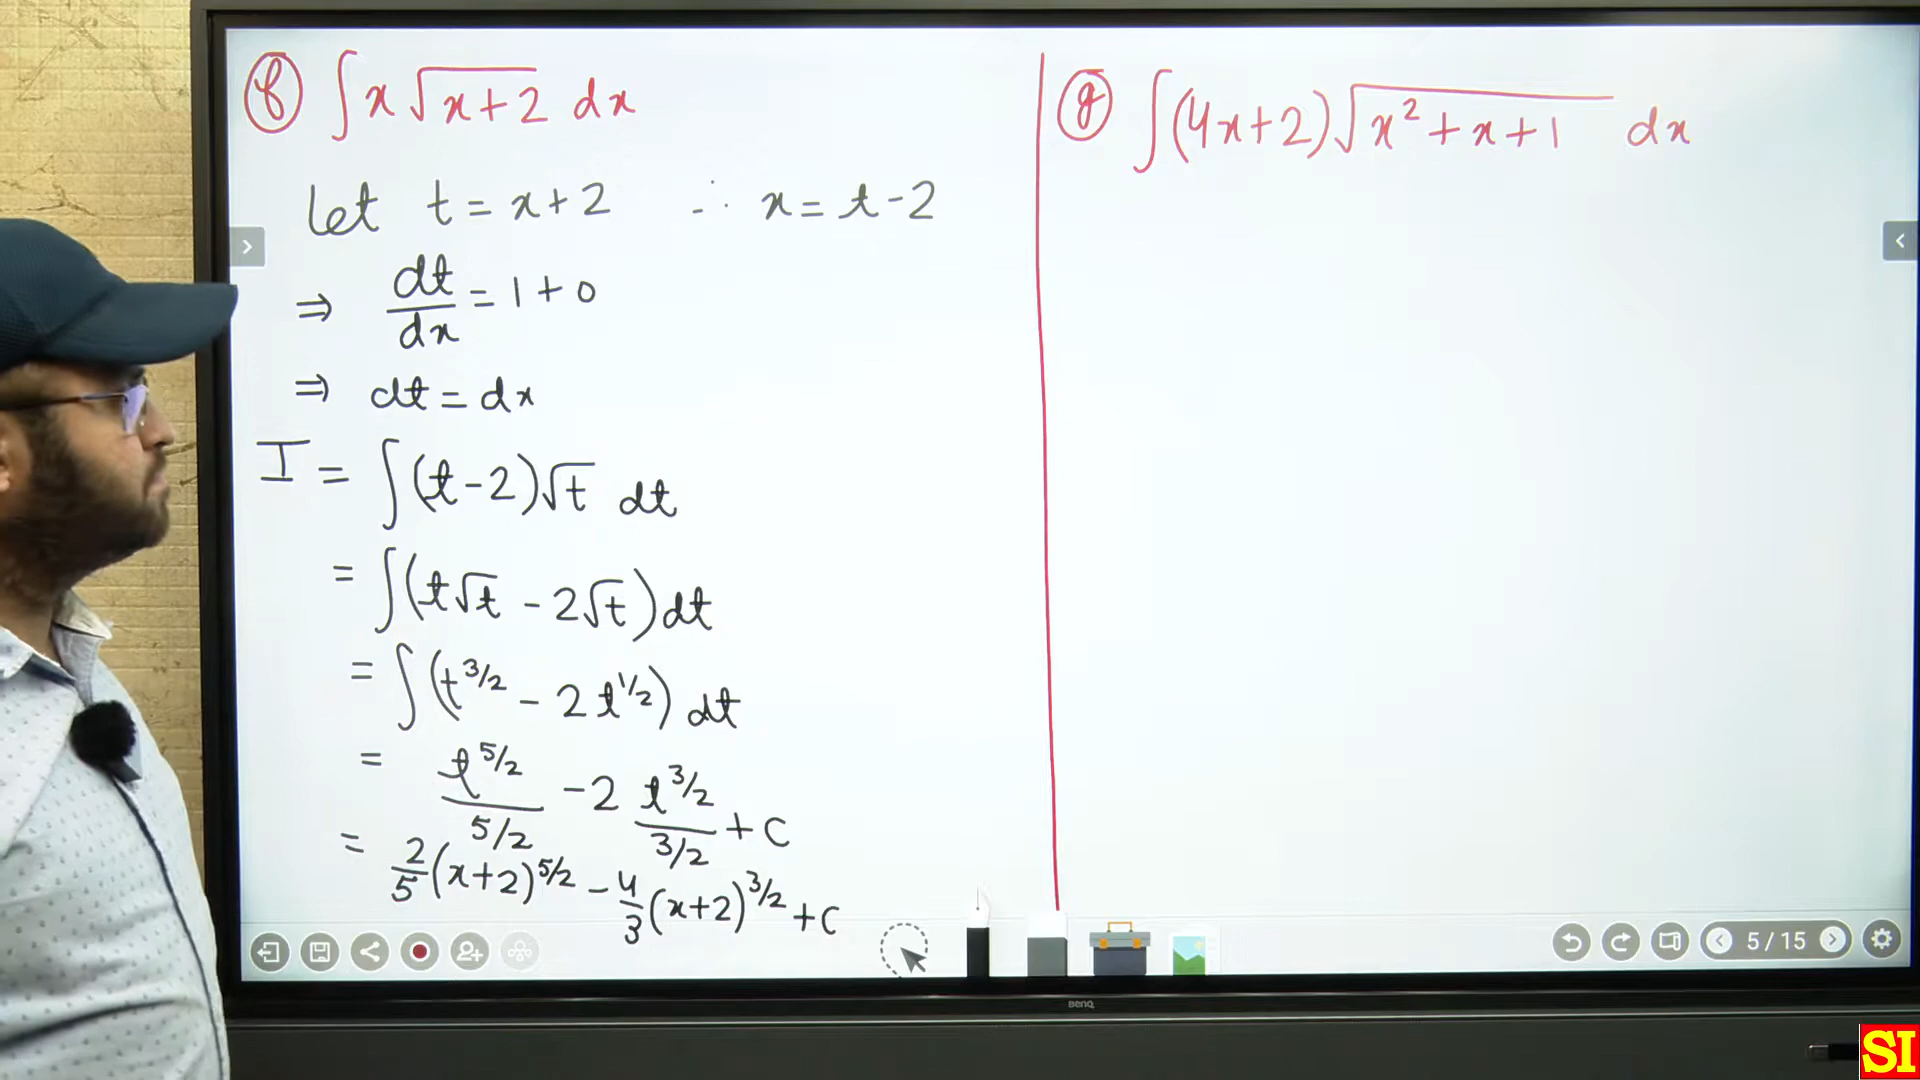 (f) ∫ x √(x+2) dx
let t = x+2 ∴ x = t-2
⇒ dt/dx = 1+0
⇒ dt = dx
I = ∫ (t-2)√t dt
= ∫ (t√t - 2√t) dt
= ∫ (t^3/2 - 2 t^1/2) dt
= t^5/2 / 5/2 - 2 t^3/2 / 3/2 + C
= 2/5 (x+2)^5/2 - 4/3 (x+2)^3/2 + C
(g) ∫ (4x+2) √(x² + x + 1) dx
5 / 15
BenQ
SI